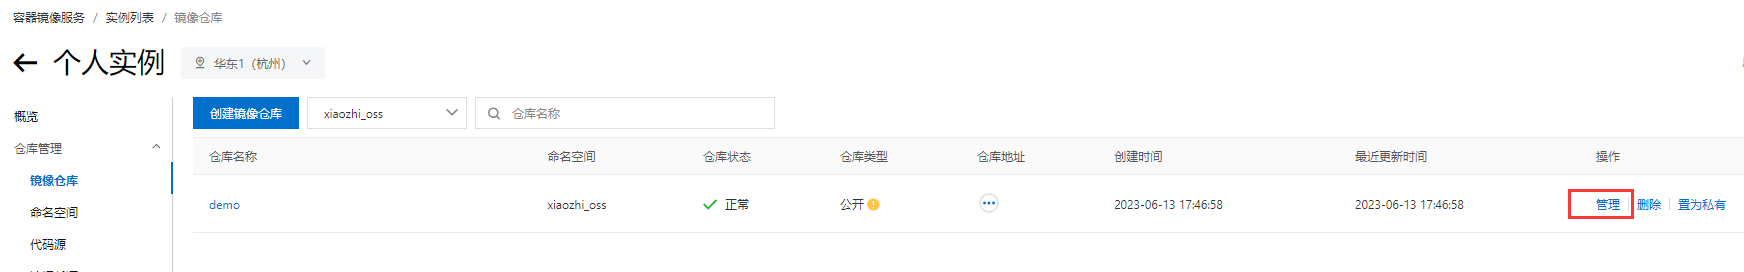 容器镜像服务 / 实例列表 / 镜像仓库
个人实例 华东1（杭州）
概览
仓库管理
镜像仓库
命名空间
代码源
创建镜像仓库 xiaozhi_oss 仓库名称
仓库名称 命名空间 仓库状态 仓库类型 仓库地址 创建时间 最近更新时间 操作
demo xiaozhi_oss 正常 公开 2023-06-13 17:46:58 2023-06-13 17:46:58 管理 删除 置为私有